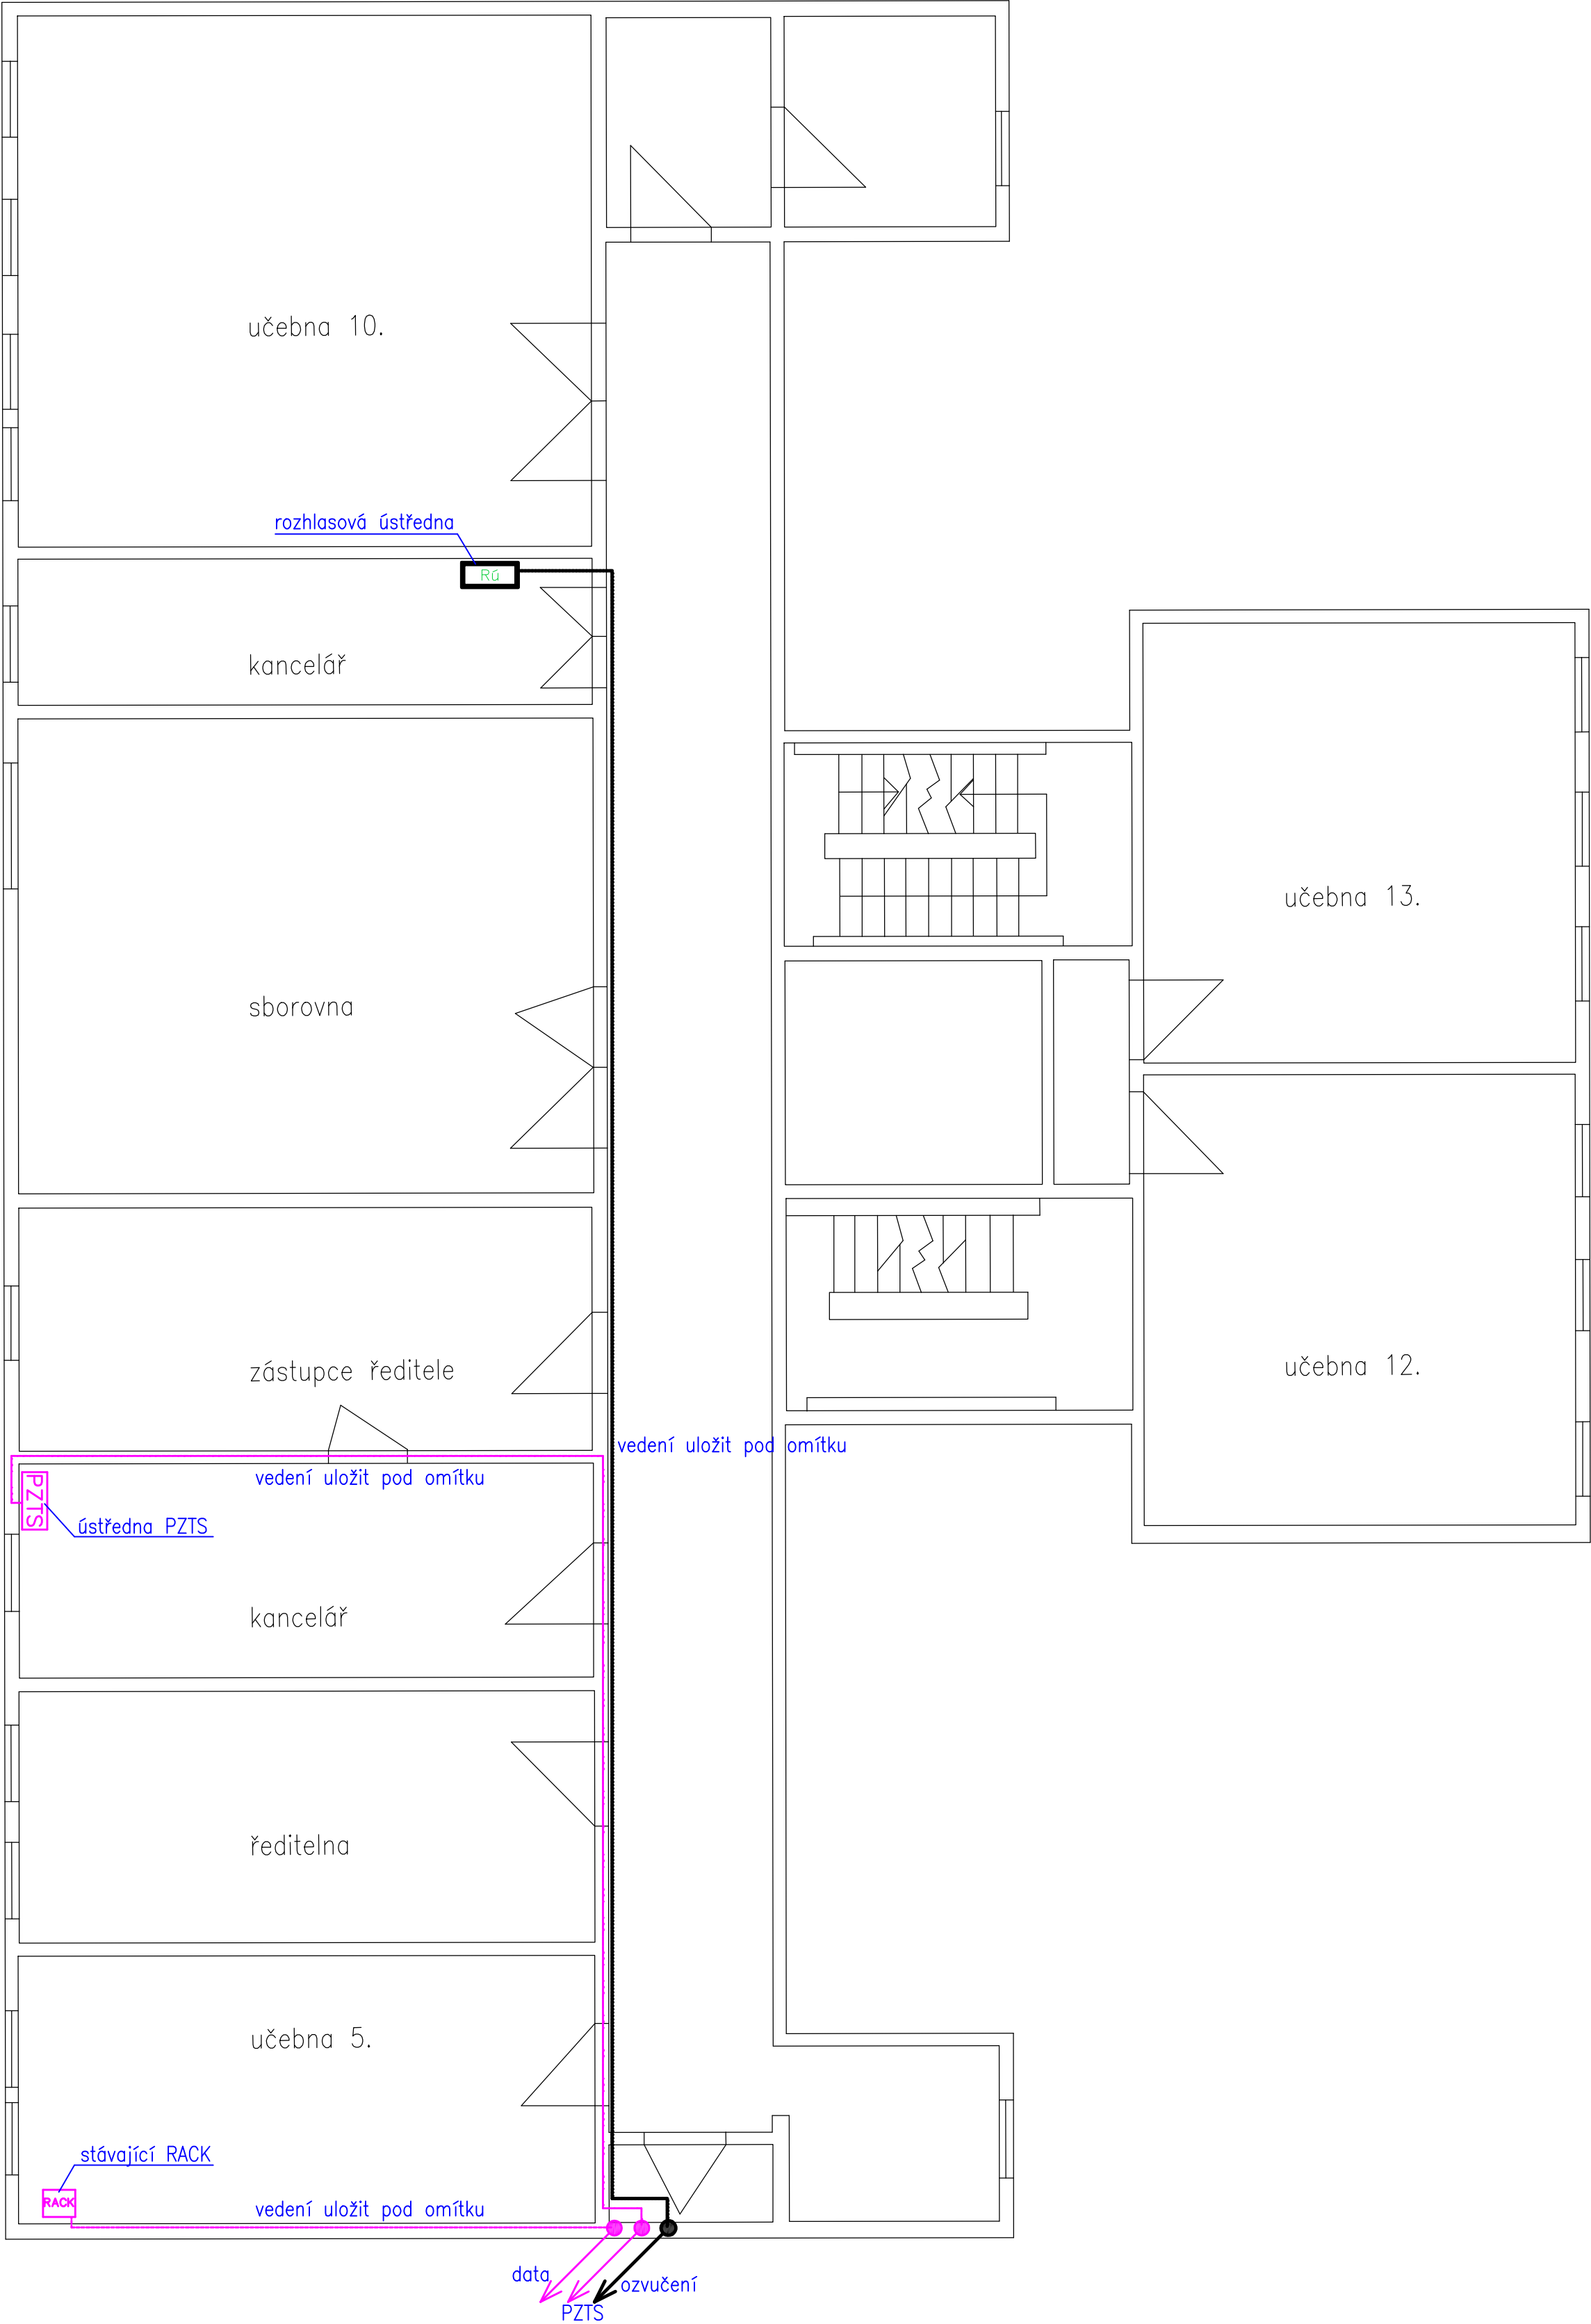 učebna 10.
rozhlasová ústředna
Rú
kancelář
učebna 13.
sborovna
učebna 12.
zástupce ředitele
vedení uložit pod omítku
vedení uložit pod omítku
PZTS
ústředna PZTS
kancelář
ředitelna
učebna 5.
stávající RACK
RACK
vedení uložit pod omítku
data
ozvučení
PZTS